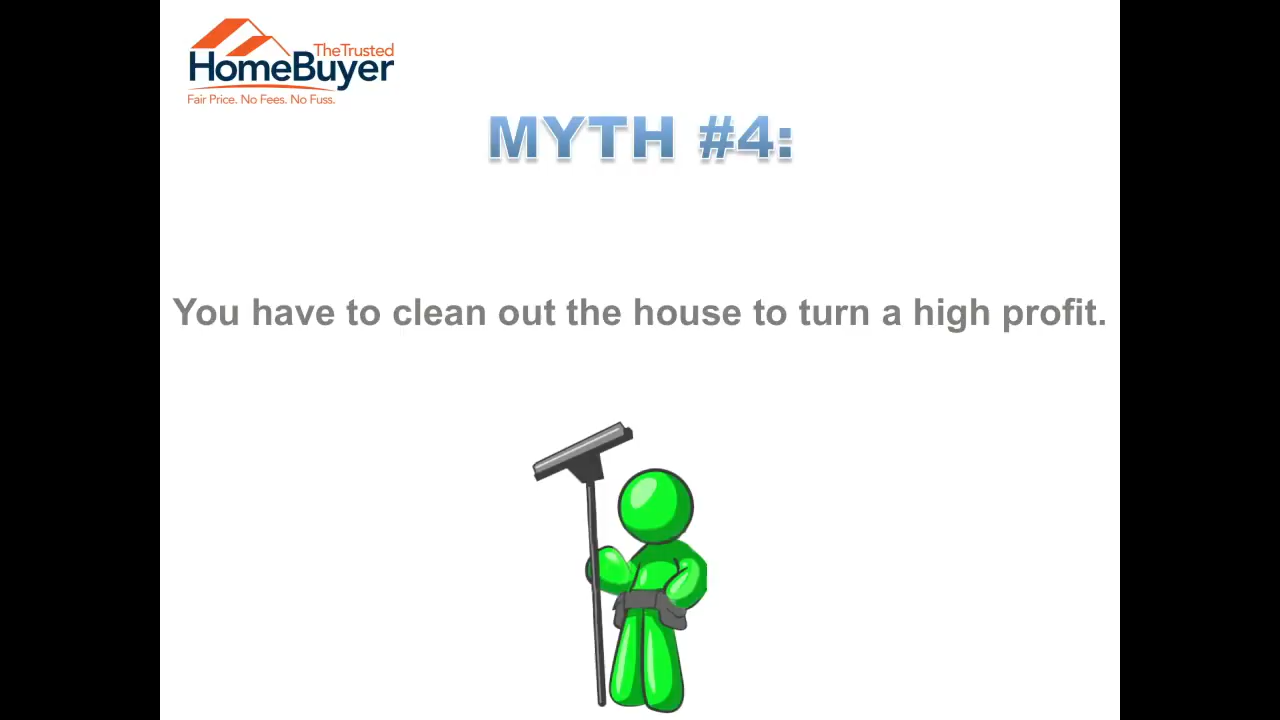 TheTrusted
HomeBuyer
Fair Price. No Fees. No Fuss.
MYTH #4:
You have to clean out the house to turn a high profit.